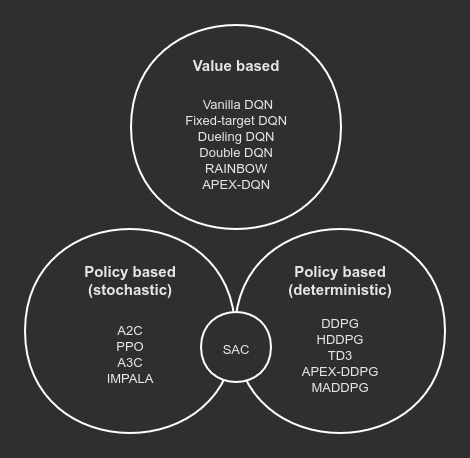 Value based
Vanilla DQN
Fixed-target DQN
Dueling DQN
Double DQN
RAINBOW
APEX-DQN
Policy based
(stochastic)
A2C
PPO
A3C
IMPALA
SAC
Policy based
(deterministic)
DDPG
HDDPG
TD3
APEX-DDPG
MADDPG